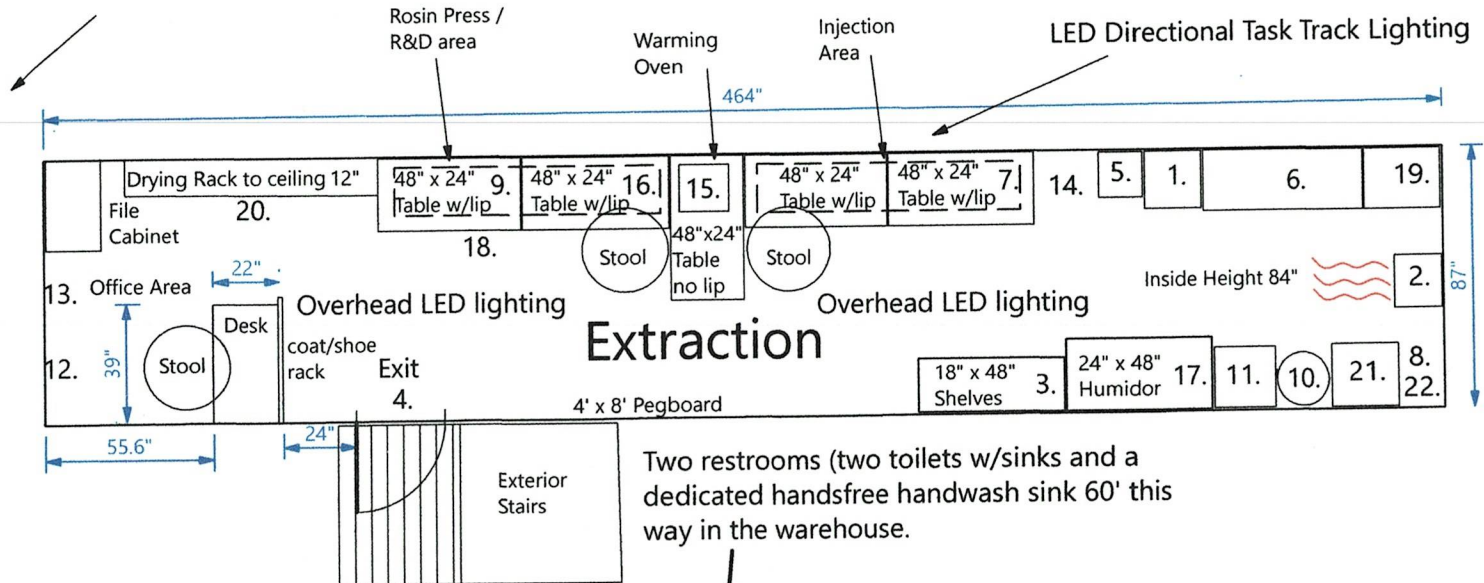 Rosin Press /
R&D area
Warming
Oven
Injection
Area
LED Directional Task Track Lighting
464"
Drying Rack to ceiling 12"
File
Cabinet
20.
48" x 24"
Table w/lip
9.
48" x 24"
Table w/lip
16.
15.
48"x24"
Table
no lip
48" x 24"
Table w/lip
48" x 24"
Table w/lip
7.
14.
5.
1.
6.
19.
18.
Stool
Stool
13.
Office Area
22"
Inside Height 84"
2.
87"
Overhead LED lighting
Overhead LED lighting
Desk
39"
Stool
12.
coat/shoe
rack
Exit
4.
Extraction
4' x 8' Pegboard
18" x 48"
Shelves
3.
24" x 48"
Humidor
17.
11.
10.
21.
8.
22.
55.6"
24"
Exterior
Stairs
Two restrooms (two toilets w/sinks and a
dedicated handsfree handwash sink 60' this
way in the warehouse.